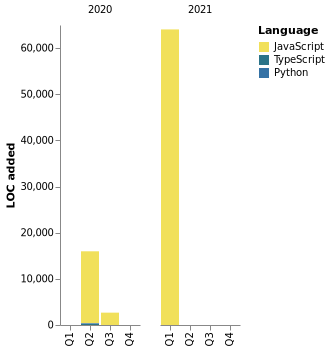 2020 2021
Language
JavaScript
TypeScript
Python
LOC added
60,000
50,000
40,000
30,000
20,000
10,000
0
Q1 Q2 Q3 Q4 Q1 Q2 Q3 Q4